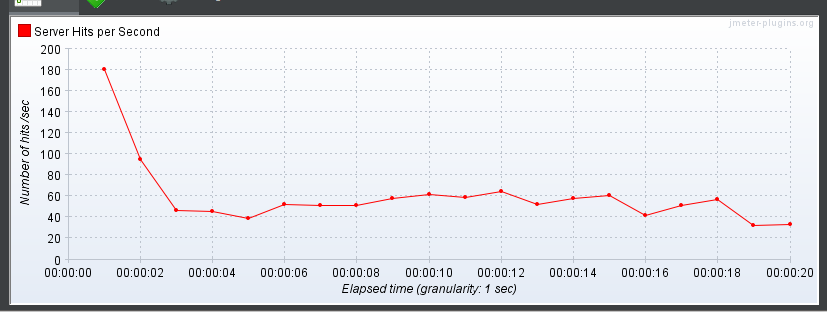 jmeter-plugins.org
Server Hits per Second
200
180
160
140
120
100
80
60
40
20
0
Number of hits /sec
00:00:00 00:00:02 00:00:04 00:00:06 00:00:08 00:00:10 00:00:12 00:00:14 00:00:16 00:00:18 00:00:20
Elapsed time (granularity: 1 sec)